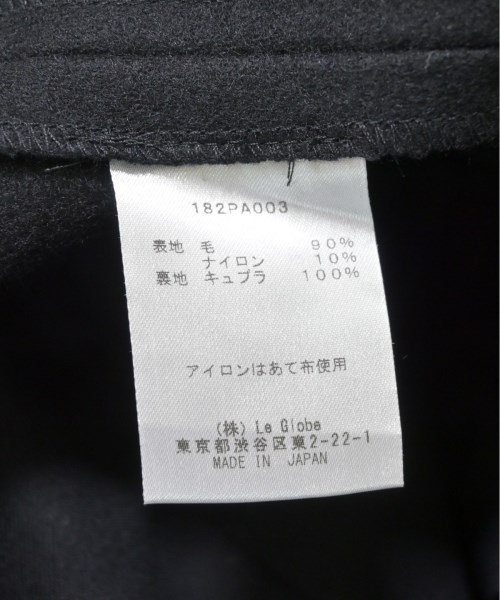 182PA003
表地 毛 90%
ナイロン 10%
裏地 キュプラ 100%
アイロンはあて布使用
(株) Le Globe
東京都渋谷区東2-22-1
MADE IN JAPAN